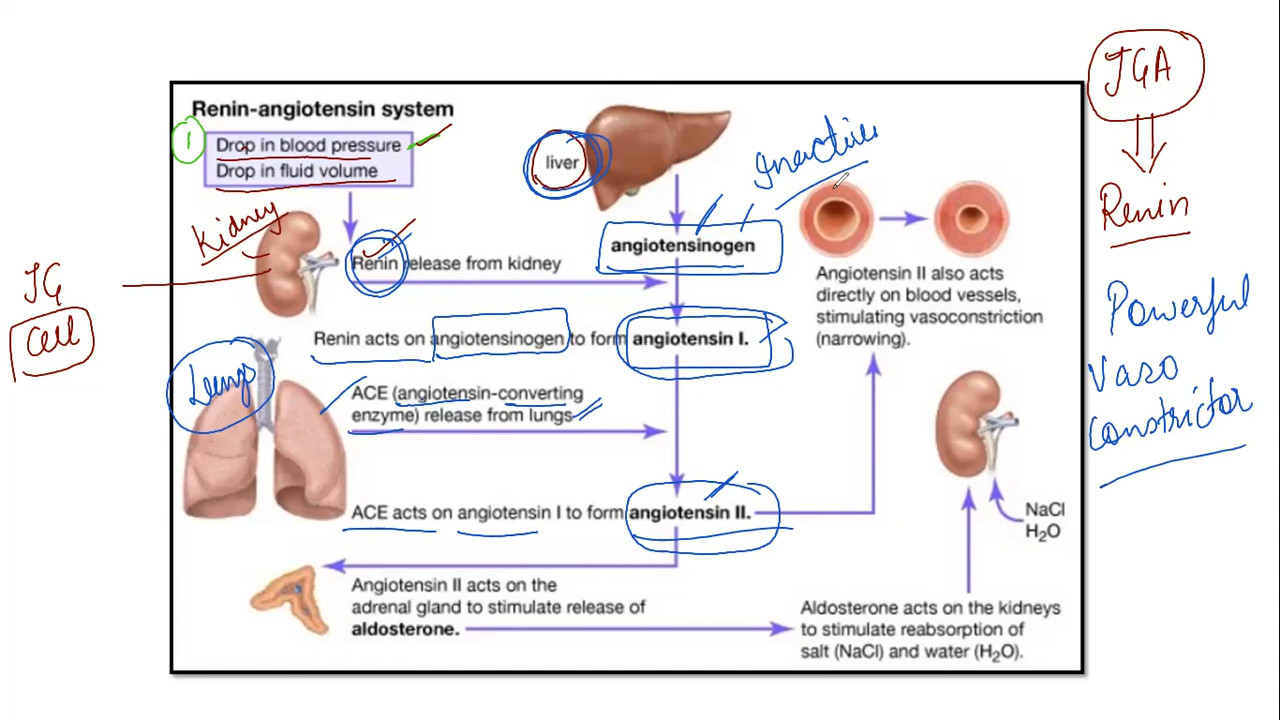 Renin-angiotensin system
1
Drop in blood pressure
Drop in fluid volume
liver
Inactive
angiotensinogen
Kidney
Renin release from kidney
JG
Cell
Renin acts on angiotensinogen to form angiotensin I.
Lungs
ACE (angiotensin-converting
enzyme) release from lungs
ACE acts on angiotensin I to form angiotensin II.
Angiotensin II acts on the
adrenal gland to stimulate release of
aldosterone.
Angiotensin II also acts
directly on blood vessels,
stimulating vasoconstriction
(narrowing).
NaCl
H₂O
Aldosterone acts on the kidneys
to stimulate reabsorption of
salt (NaCl) and water (H₂O).
JGA
Renin
Powerful
Vaso
Constrictor